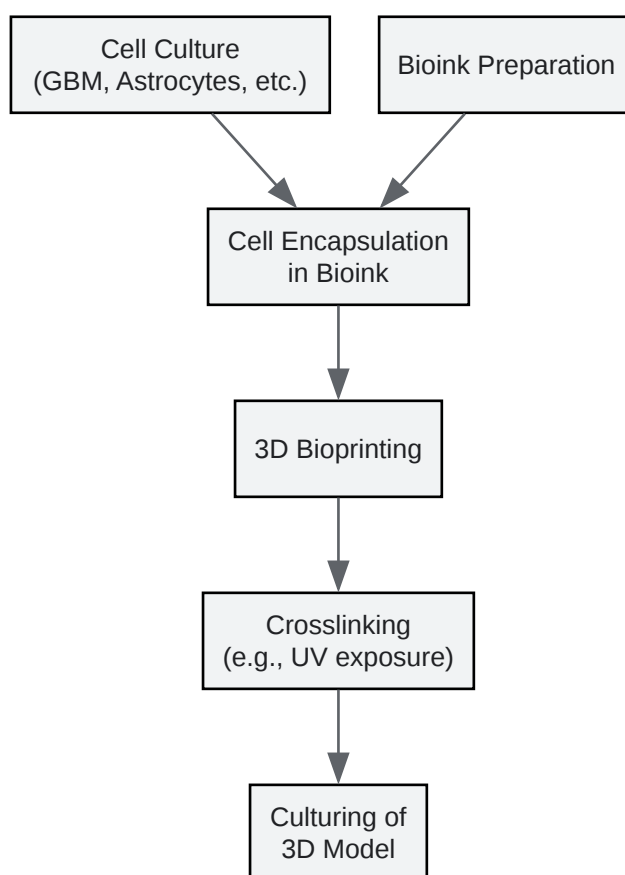 Cell Culture
(GBM, Astrocytes, etc.)
Bioink Preparation
Cell Encapsulation
in Bioink
3D Bioprinting
Crosslinking
(e.g., UV exposure)
Culturing of
3D Model